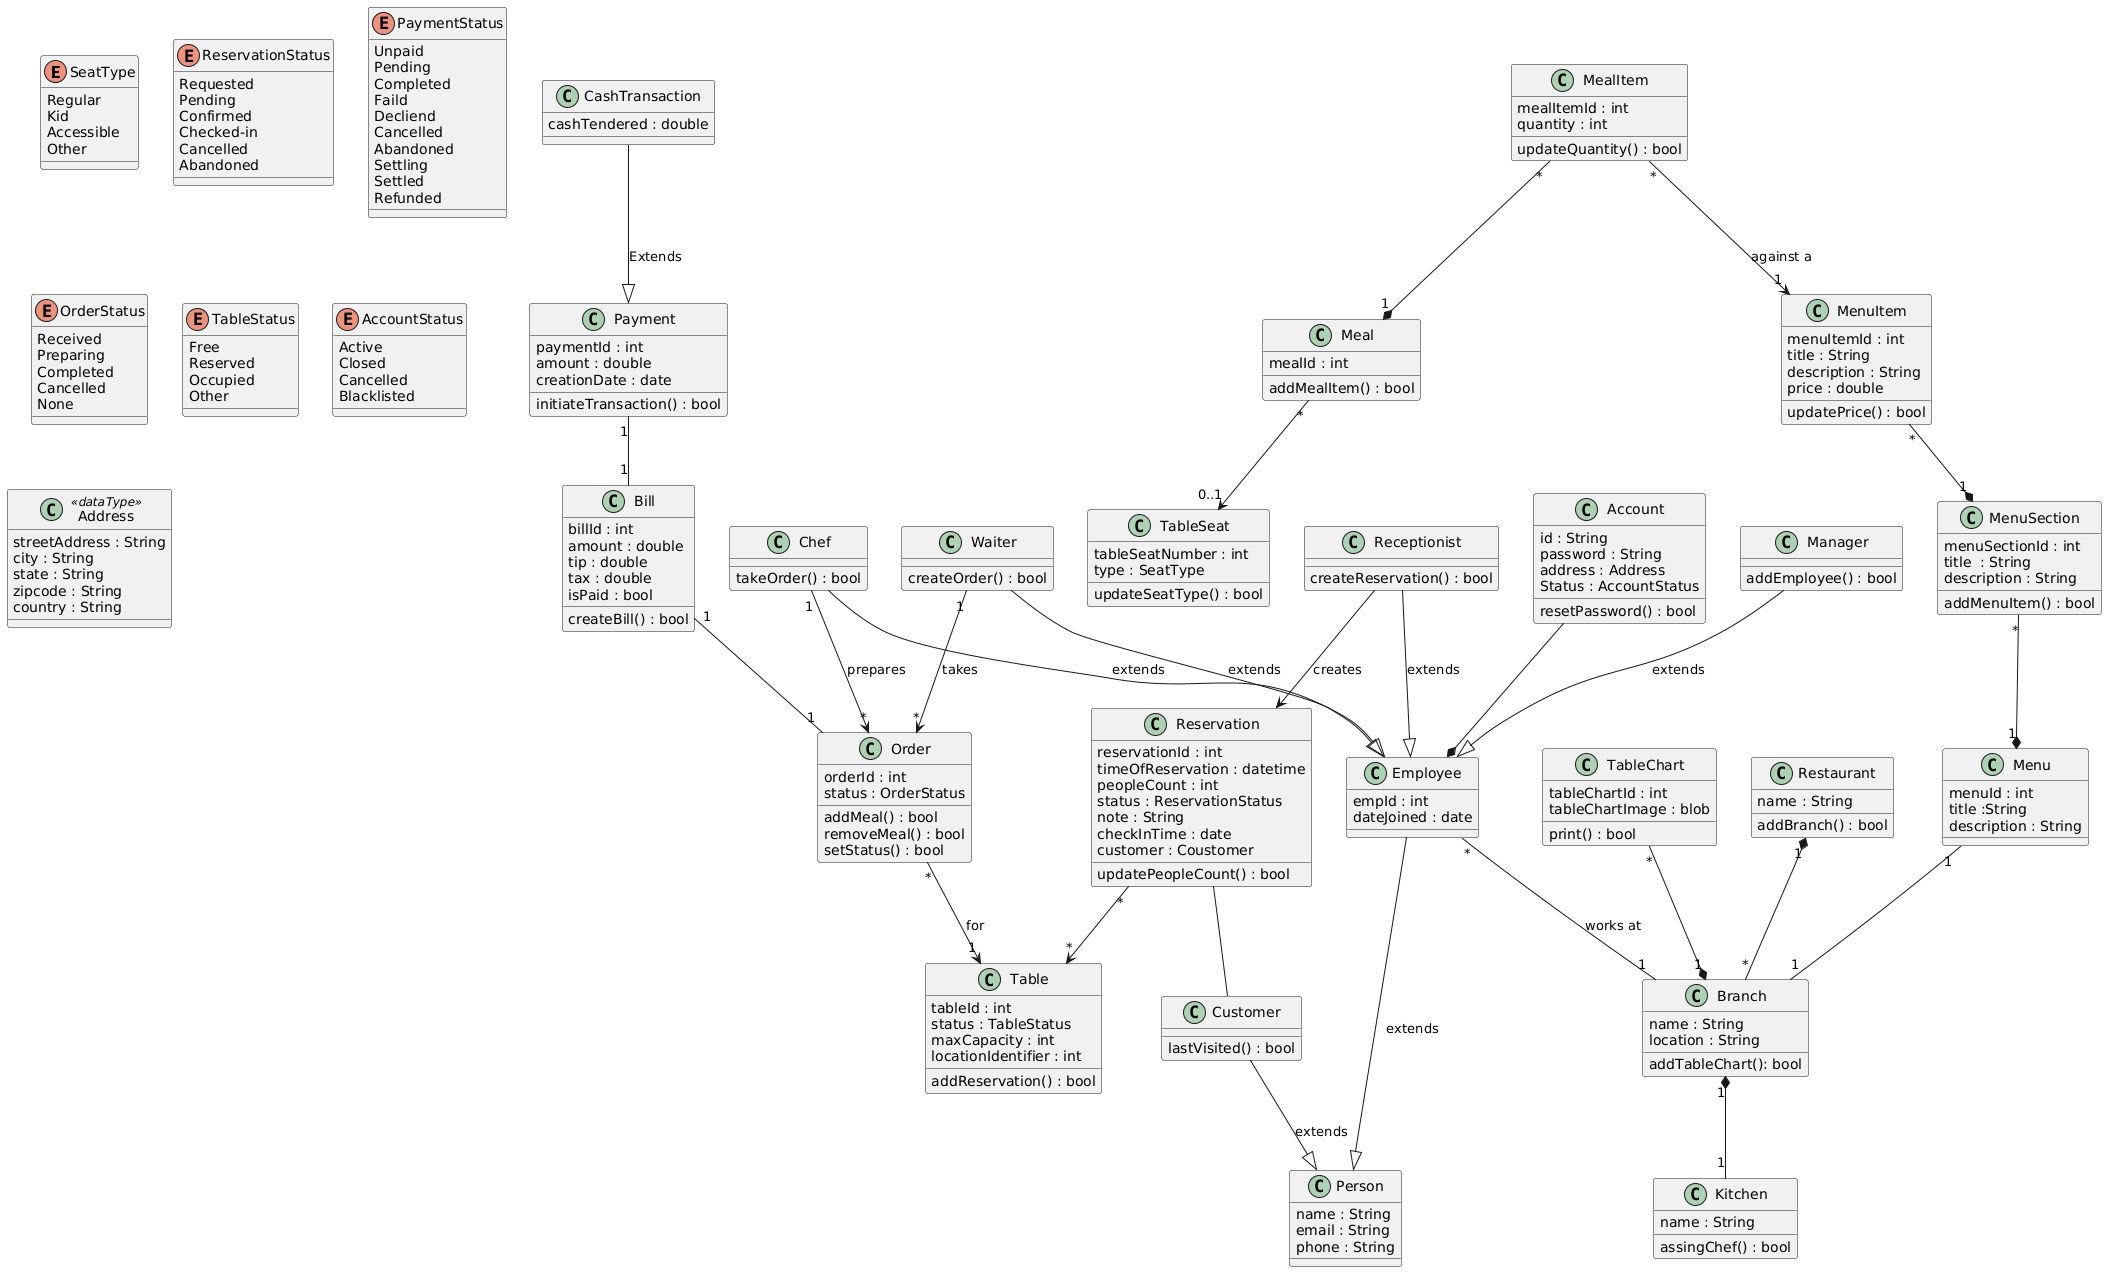 SeatType
Regular
Kid
Accessible
Other
ReservationStatus
Requested
Pending
Confirmed
Checked-in
Cancelled
Abandoned
PaymentStatus
Unpaid
Pending
Completed
Faild
Decliend
Cancelled
Abandoned
Settling
Settled
Refunded
CashTransaction
cashTendered : double
MealItem
mealItemId : int
quantity : int
updateQuantity() : bool
*
*
Extends
against a
1
1
OrderStatus
Received
Preparing
Completed
Cancelled
None
TableStatus
Free
Reserved
Occupied
Other
AccountStatus
Active
Closed
Cancelled
Blacklisted
Payment
paymentId : int
amount : double
creationDate : date
initiateTransaction() : bool
1
1
Meal
mealId : int
addMealItem() : bool
*
0..1
MenuItem
menuItemId : int
title : String
description : String
price : double
updatePrice() : bool
*
1
«dataType»
Address
streetAddress : String
city : String
state : String
zipcode : String
country : String
Bill
billId : int
amount : double
tip : double
tax : double
isPaid : bool
createBill() : bool
1
1
Chef
takeOrder() : bool
1
prepares
*
extends
Waiter
createOrder() : bool
1
takes
*
extends
TableSeat
tableSeatNumber : int
type : SeatType
updateSeatType() : bool
Receptionist
createReservation() : bool
creates
extends
Account
id : String
password : String
address : Address
Status : AccountStatus
resetPassword() : bool
Manager
addEmployee() : bool
extends
MenuSection
menuSectionId : int
title  : String
description : String
addMenuItem() : bool
*
1
Order
orderId : int
status : OrderStatus
addMeal() : bool
removeMeal() : bool
setStatus() : bool
*
for
1
Reservation
reservationId : int
timeOfReservation : datetime
peopleCount : int
status : ReservationStatus
note : String
checkInTime : date
customer : Coustomer
updatePeopleCount() : bool
*
*
Employee
empId : int
dateJoined : date
*
works at
1
extends
TableChart
tableChartId : int
tableChartImage : blob
print() : bool
*
1
Restaurant
name : String
addBranch() : bool
1
*
Menu
menuId : int
title :String
description : String
1
1
Table
tableId : int
status : TableStatus
maxCapacity : int
locationIdentifier : int
addReservation() : bool
Customer
lastVisited() : bool
extends
Branch
name : String
location : String
addTableChart(): bool
1
1
Person
name : String
email : String
phone : String
Kitchen
name : String
assingChef() : bool